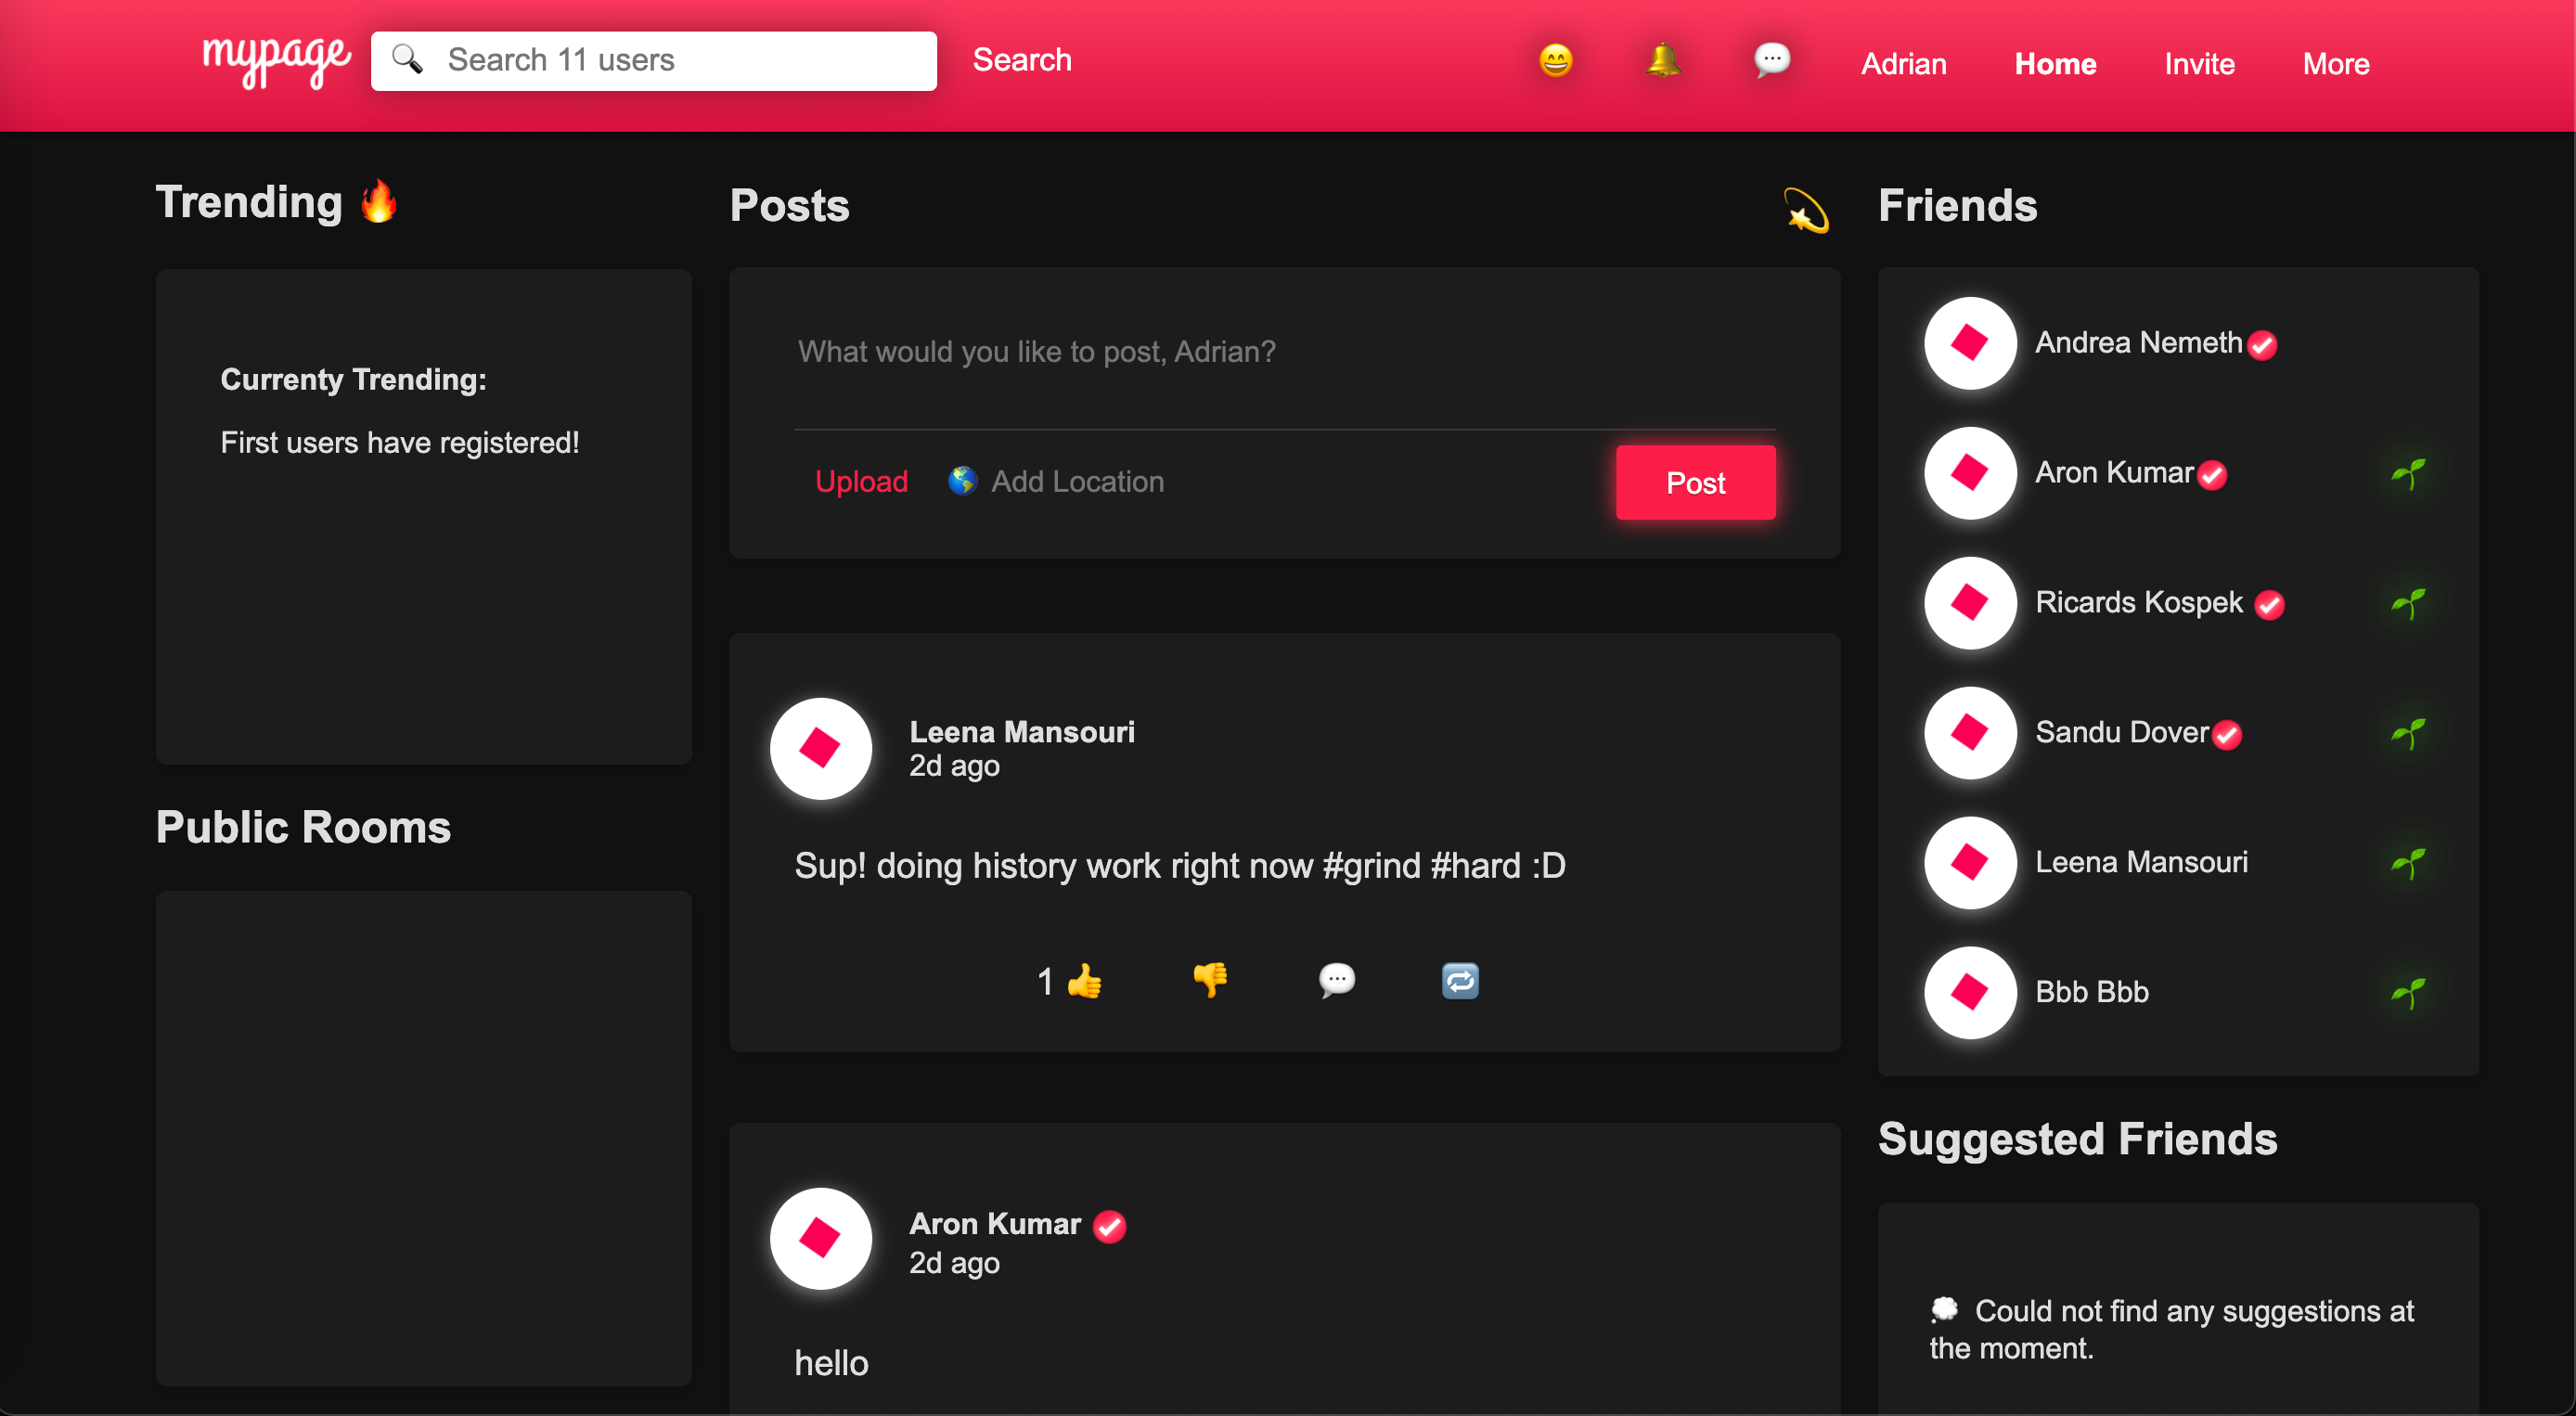 mypage
🔍 Search 11 users
Search
Adrian
Home
Invite
More
Trending 🔥
Currenty Trending:
First users have registered!
Public Rooms
Posts
What would you like to post, Adrian?
Upload
🌎 Add Location
Post
Leena Mansouri
2d ago
Sup! doing history work right now #grind #hard :D
1 👍 👎 💬 🔁
Aron Kumar
2d ago
hello
Friends
Andrea Nemeth
Aron Kumar
Ricards Kospek
Sandu Dover
Leena Mansouri
Bbb Bbb
Suggested Friends
💭 Could not find any suggestions at
the moment.